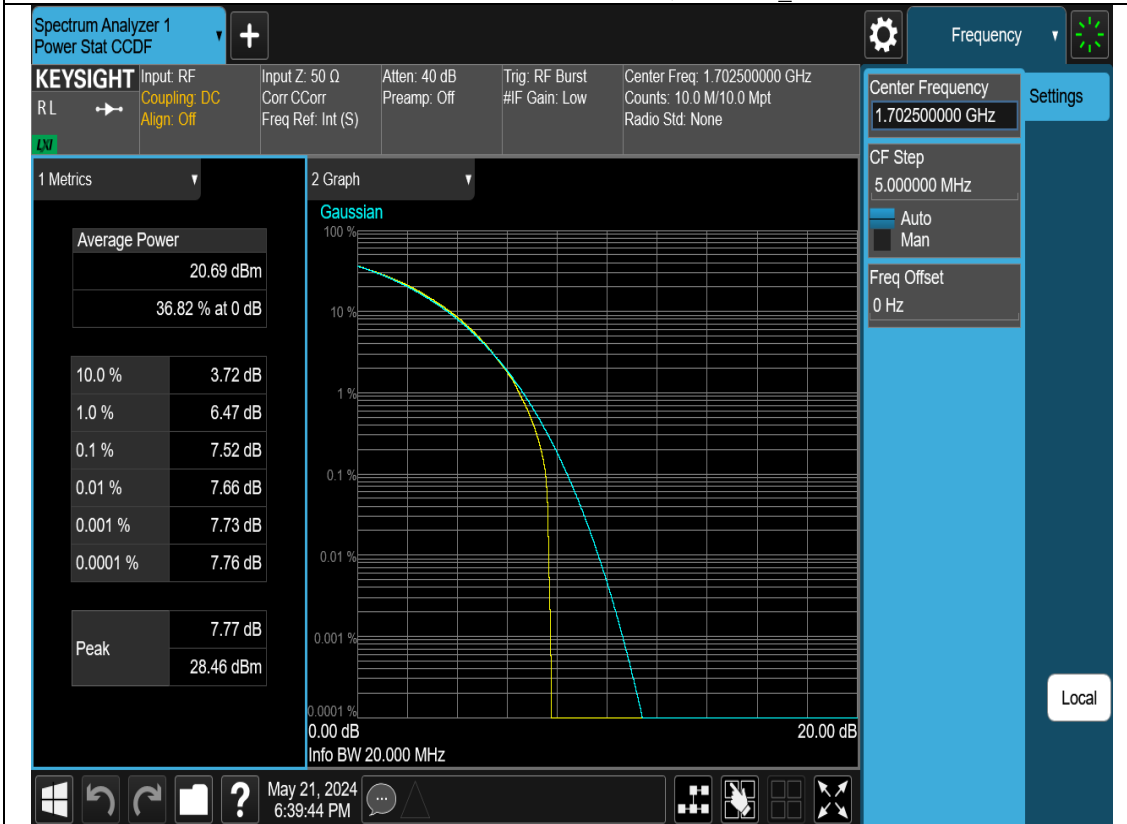 Spectrum Analyzer 1
Power Stat CCDF
Frequency
KEYSIGHT
RL
LXI
Input: RF
Coupling: DC
Align: Off
Input Z: 50 Ω
Corr CCorr
Freq Ref: Int (S)
Atten: 40 dB
Preamp: Off
Trig: RF Burst
#IF Gain: Low
Center Freq: 1.702500000 GHz
Counts: 10.0 M/10.0 Mpt
Radio Std: None
Center Frequency
1.702500000 GHz
Settings
CF Step
5.000000 MHz
Auto
Man
Freq Offset
0 Hz
Local
1 Metrics
Average Power
20.69 dBm
36.82 % at 0 dB
10.0 % 3.72 dB
1.0 % 6.47 dB
0.1 % 7.52 dB
0.01 % 7.66 dB
0.001 % 7.73 dB
0.0001 % 7.76 dB
Peak
7.77 dB
28.46 dBm
2 Graph
Gaussian
100 %
10 %
1 %
0.1 %
0.01 %
0.001 %
0.0001 %
0.00 dB 20.00 dB
Info BW 20.000 MHz
?
May 21, 2024
6:39:44 PM